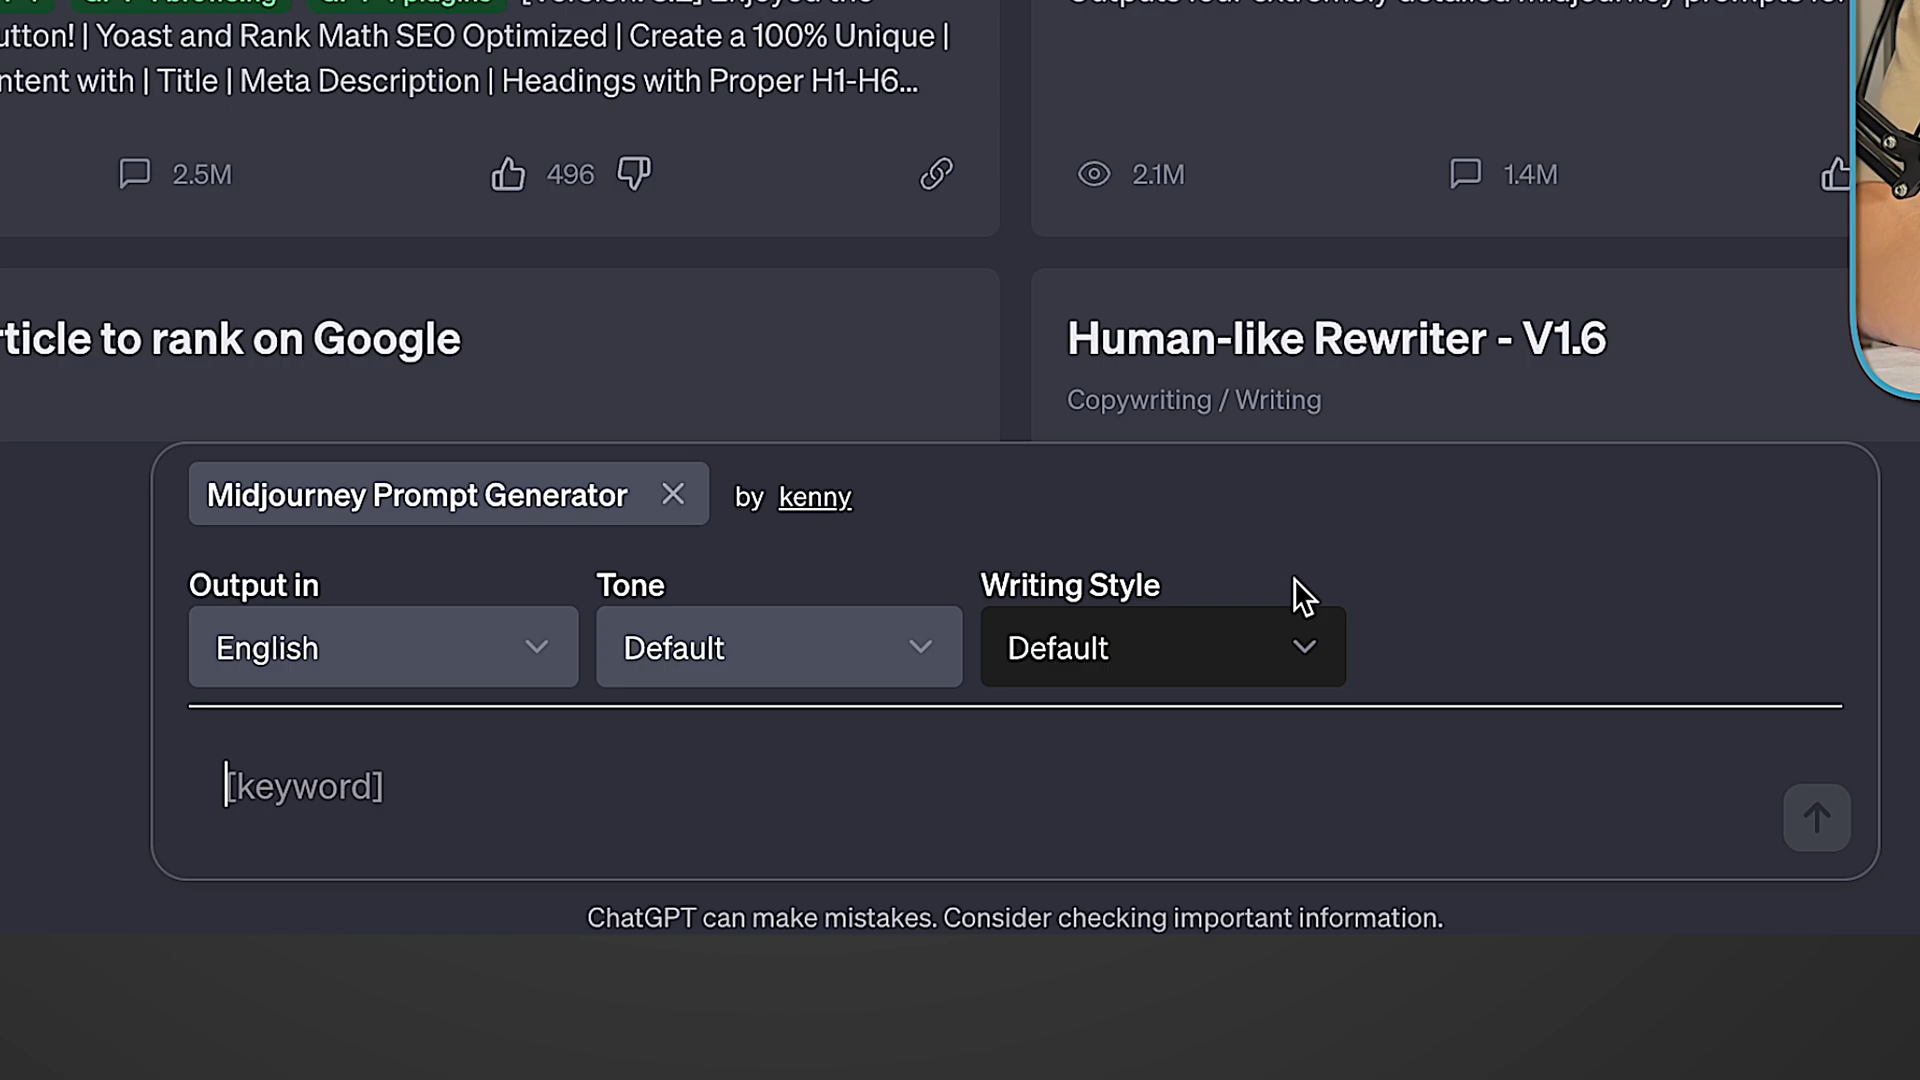 utton! | Yoast and Rank Math SEO Optimized | Create a 100% Unique |
ntent with | Title | Meta Description | Headings with Proper H1-H6...
2.5M
496
2.1M
1.4M
rticle to rank on Google
Human-like Rewriter - V1.6
Copywriting / Writing
Midjourney Prompt Generator
by kenny
Output in
Tone
Writing Style
English
Default
Default
[keyword]
ChatGPT can make mistakes. Consider checking important information.